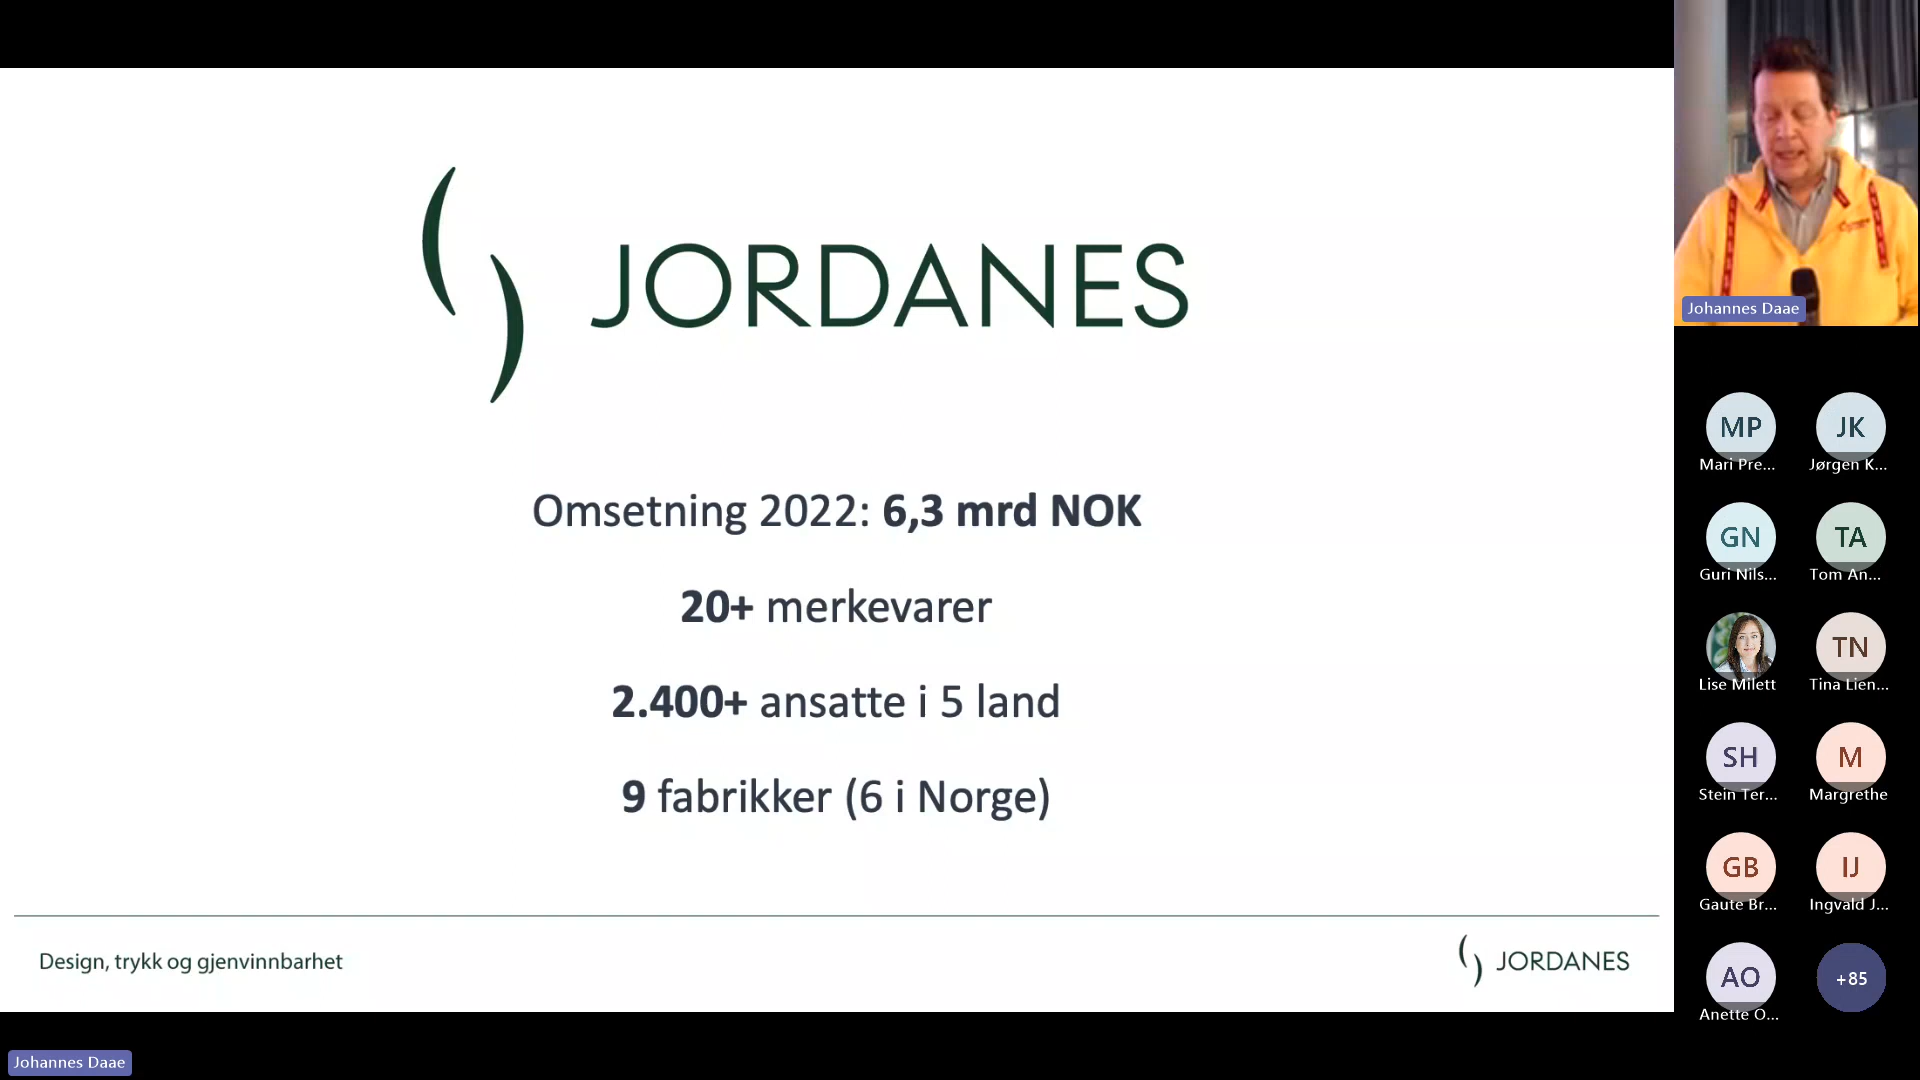 JORDANES
Omsetning 2022: 6,3 mrd NOK
20+ merkevarer
2.400+ ansatte i 5 land
9 fabrikker (6 i Norge)
Design, trykk og gjenvinnbarhet
JORDANES
Johannes Daae
Johannes Daae
MP
Mari Pre...
JK
Jørgen K...
GN
Guri Nils...
TA
Tom An...
Lise Milett
TN
Tina Lien...
SH
Stein Ter...
M
Margrethe
GB
Gaute Br...
IJ
Ingvald J...
AO
Anette O...
+85